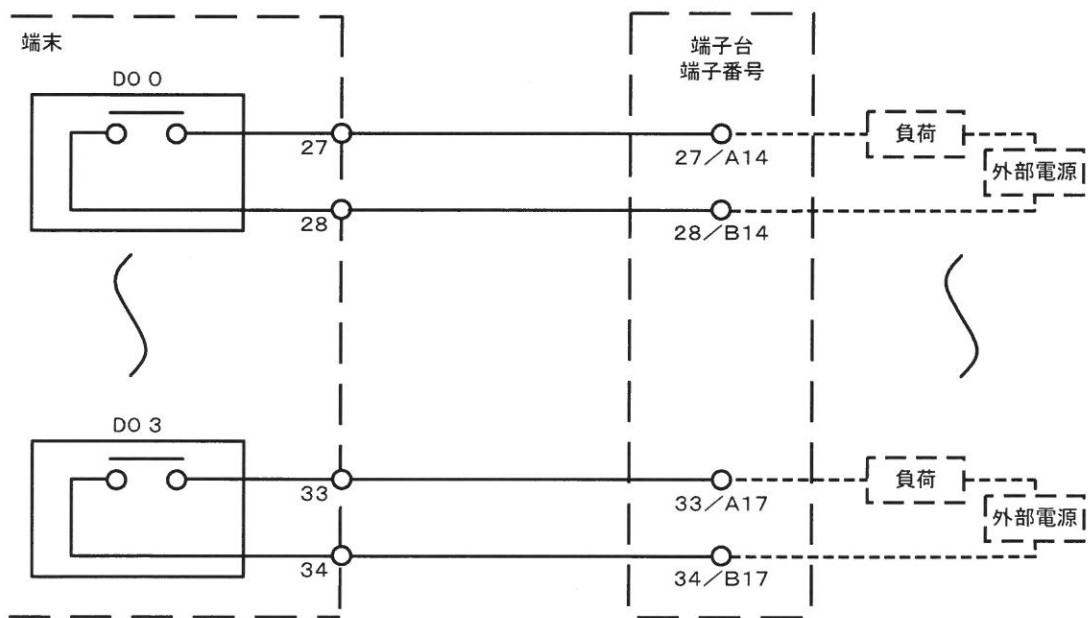 端末
端子台
端子番号
DO 0
27
27／A14
負荷
外部電源
28
28／B14
DO 3
33
33／A17
負荷
外部電源
34
34／B17